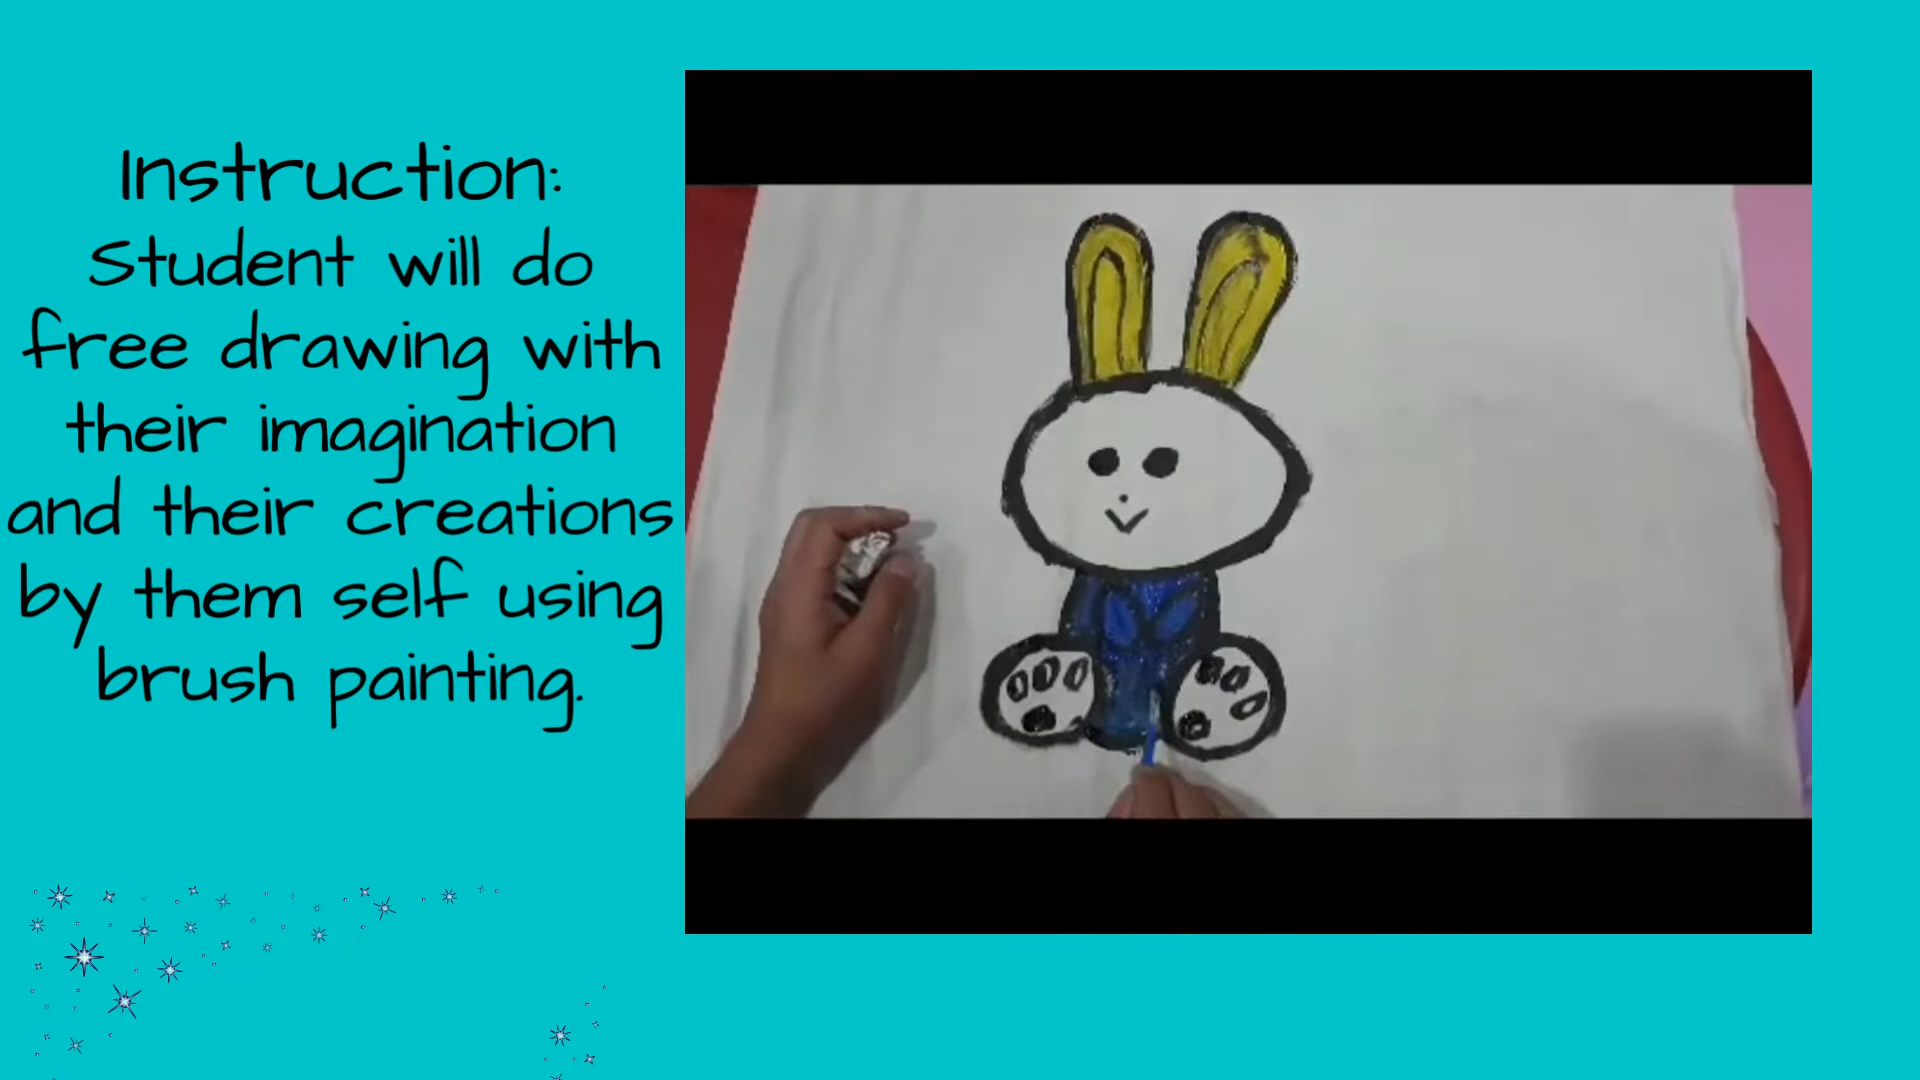 Instruction:
Student will do
free drawing with
their imagination
and their creations
by them self using
brush painting.